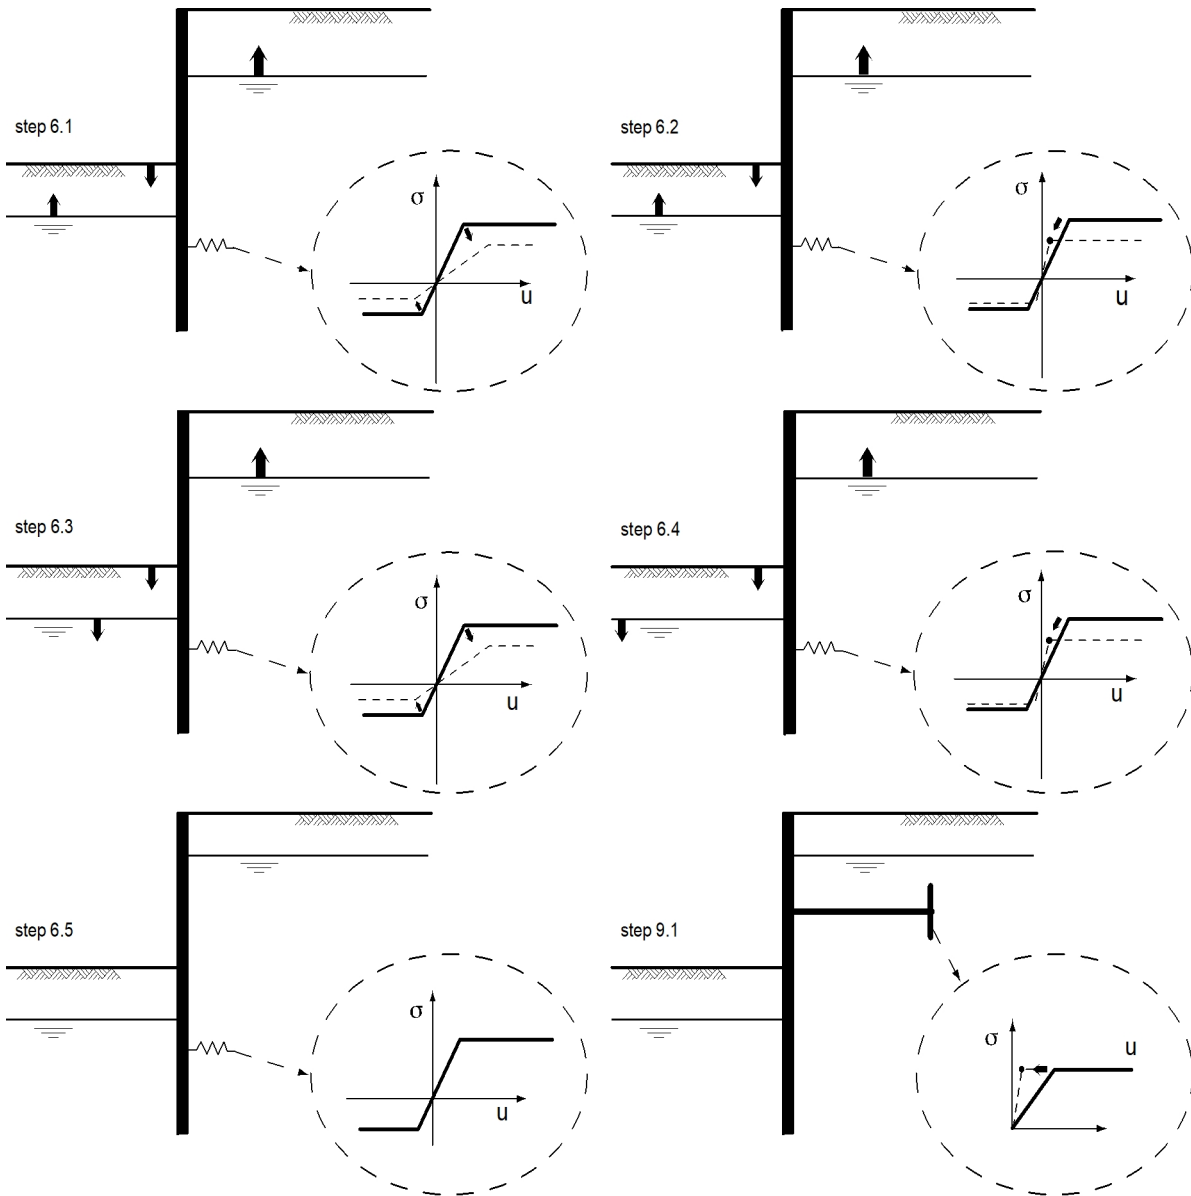 step 6.1
σ
u
step 6.2
σ
u
step 6.3
σ
u
step 6.4
σ
u
step 6.5
σ
u
step 9.1
σ
u